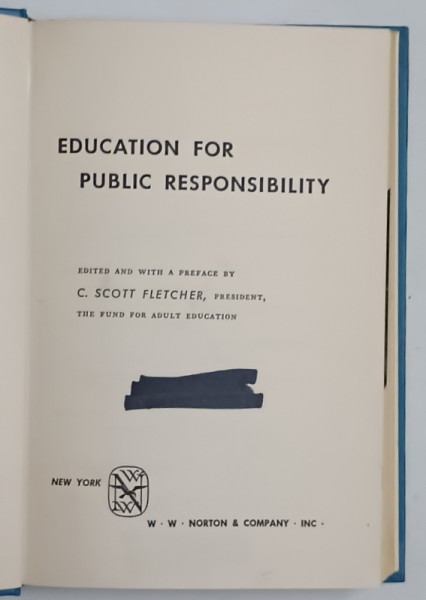 EDUCATION FOR
PUBLIC RESPONSIBILITY
EDITED AND WITH A PREFACE BY
C. SCOTT FLETCHER, PRESIDENT,
THE FUND FOR ADULT EDUCATION
NEW YORK
W · W · NORTON & COMPANY · INC ·